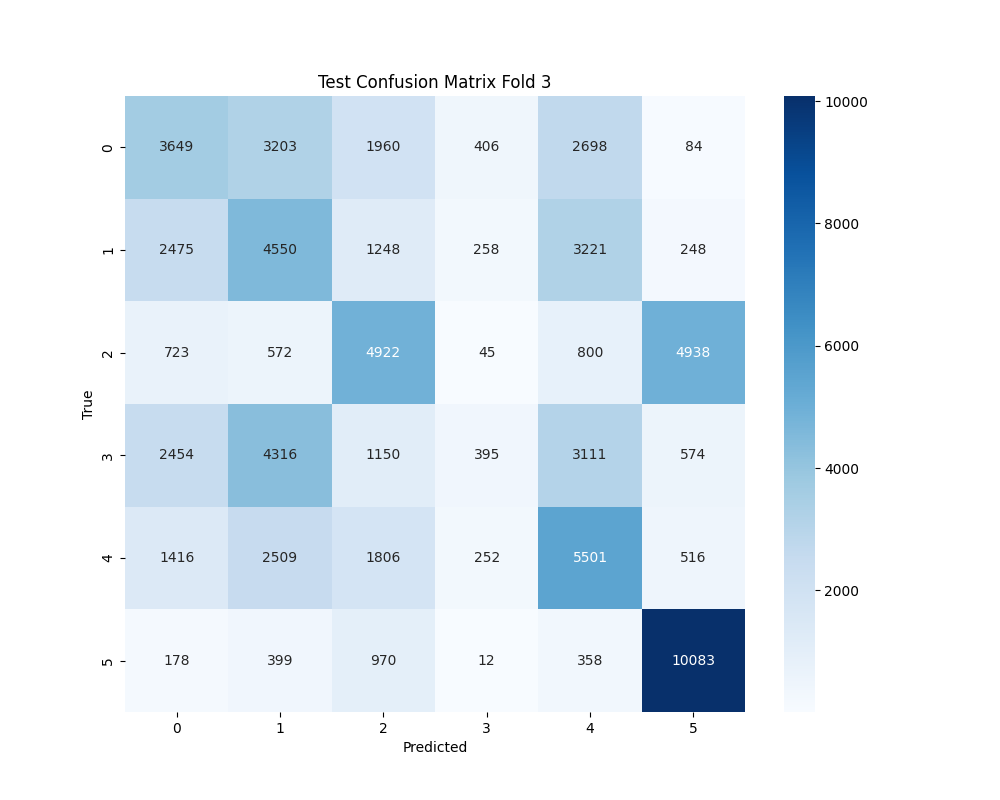 Test Confusion Matrix Fold 3
True
0 3649 3203 1960 406 2698 84
1 2475 4550 1248 258 3221 248
2 723 572 4922 45 800 4938
3 2454 4316 1150 395 3111 574
4 1416 2509 1806 252 5501 516
5 178 399 970 12 358 10083
0 1 2 3 4 5
Predicted
10000
8000
6000
4000
2000